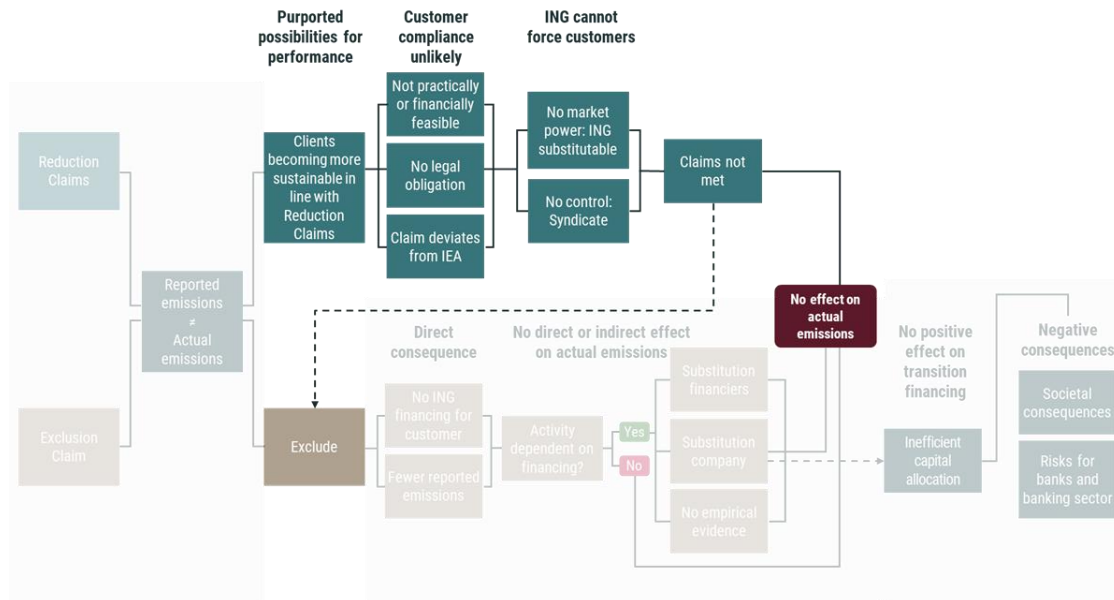 Purported
possibilities for
performance
Customer
compliance
unlikely
ING cannot
force customers
Reduction
Claims
Clients
becoming more
sustainable in
line with
Reduction
Claims
Not practically
or financially
feasible
No legal
obligation
Claim deviates
from IEA
No market
power: ING
substitutable
No control:
Syndicate
Claims not
met
Reported
emissions
≠
Actual
emissions
No effect on
actual
emissions
Direct
consequence
No direct or indirect effect
on actual emissions
No positive
effect on
transition
financing
Negative
consequences
Exclusion
Claim
Exclude
No ING
financing for
customer
Fewer reported
emissions
Activity
dependent on
financing?
Yes
No
Substitution
financiers
Substitution
company
No empirical
evidence
Inefficient
capital
allocation
Societal
consequences
Risks for
banks and
banking sector